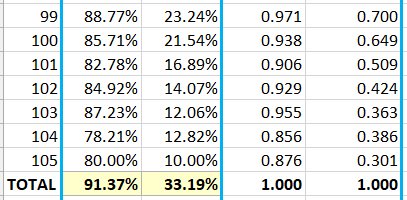 99 88.77% 23.24% 0.971 0.700
100 85.71% 21.54% 0.938 0.649
101 82.78% 16.89% 0.906 0.509
102 84.92% 14.07% 0.929 0.424
103 87.23% 12.06% 0.955 0.363
104 78.21% 12.82% 0.856 0.386
105 80.00% 10.00% 0.876 0.301
TOTAL 91.37% 33.19% 1.000 1.000